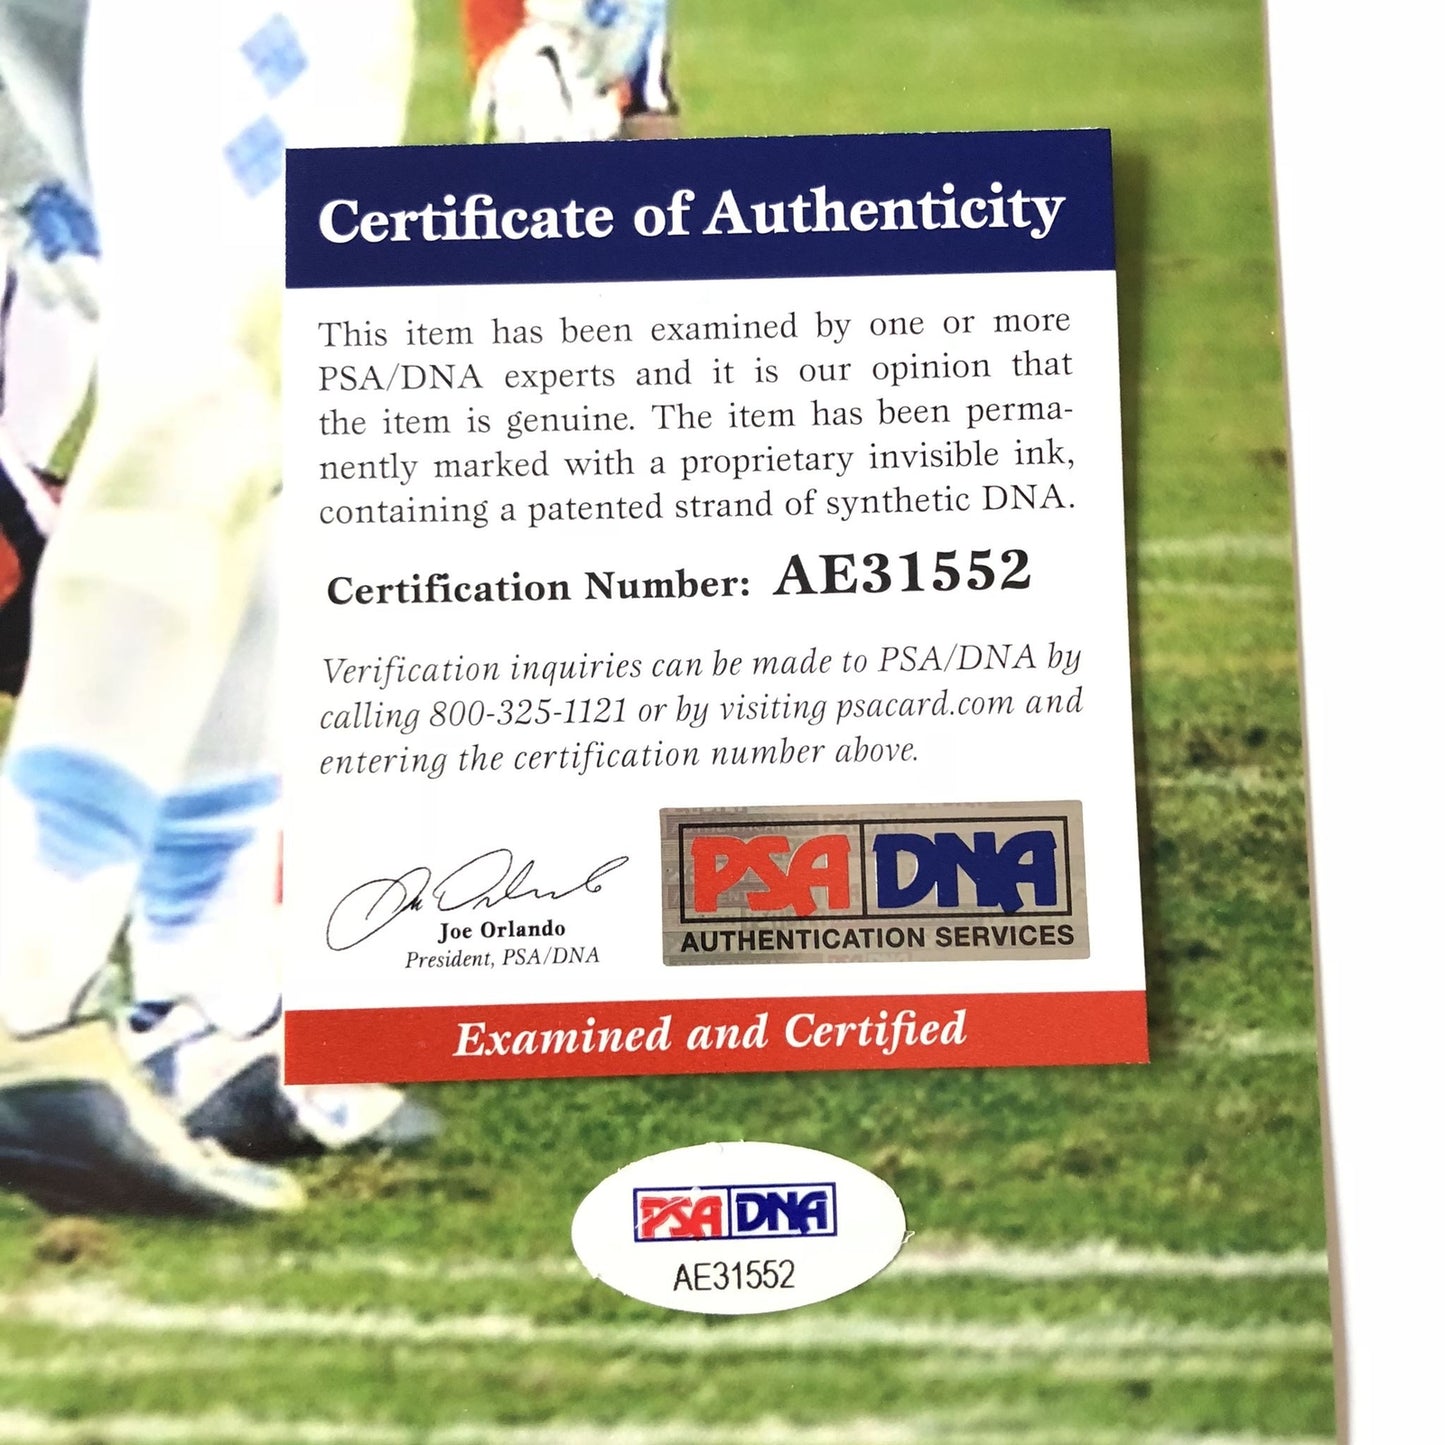 Certificate of Authenticity
This item has been examined by one or more
PSA/DNA experts and it is our opinion that
the item is genuine. The item has been perma-
nently marked with a proprietary invisible ink,
containing a patented strand of synthetic DNA.
Certification Number: AE31552
Verification inquiries can be made to PSA/DNA by
calling 800-325-1121 or by visiting psacard.com and
entering the certification number above.
Joe Orlando
President, PSA/DNA
PSA DNA
AUTHENTICATION SERVICES
Examined and Certified
PSA DNA
AE31552